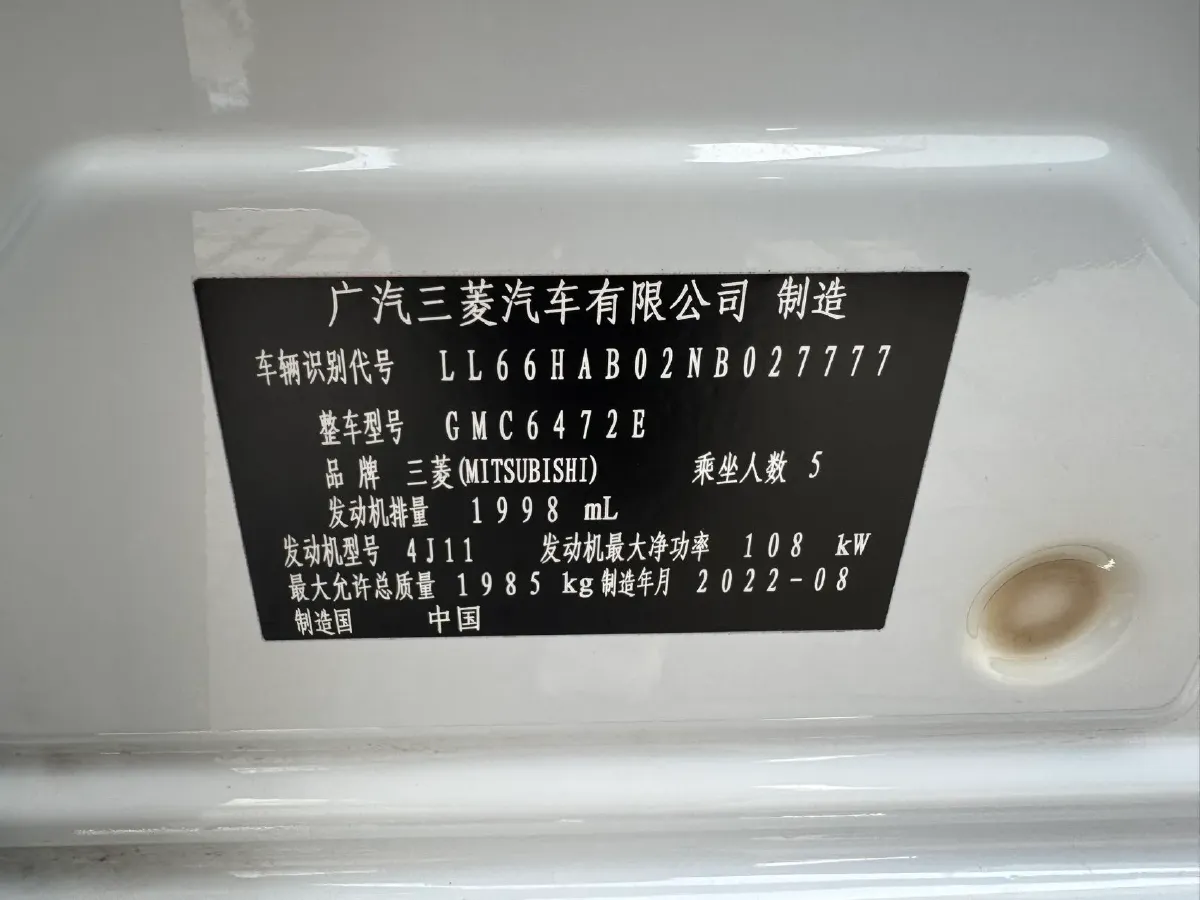 广汽三菱汽车有限公司 制造
车辆识别代号 LL66HAB02NB027777
整车型号 GMC6472E
品牌 三菱(MITSUBISHI) 乘坐人数 5
发动机排量 1998 mL
发动机型号 4J11 发动机最大净功率 108 kW
最大允许总质量 1985 kg 制造年月 2022-08
制造国 中国